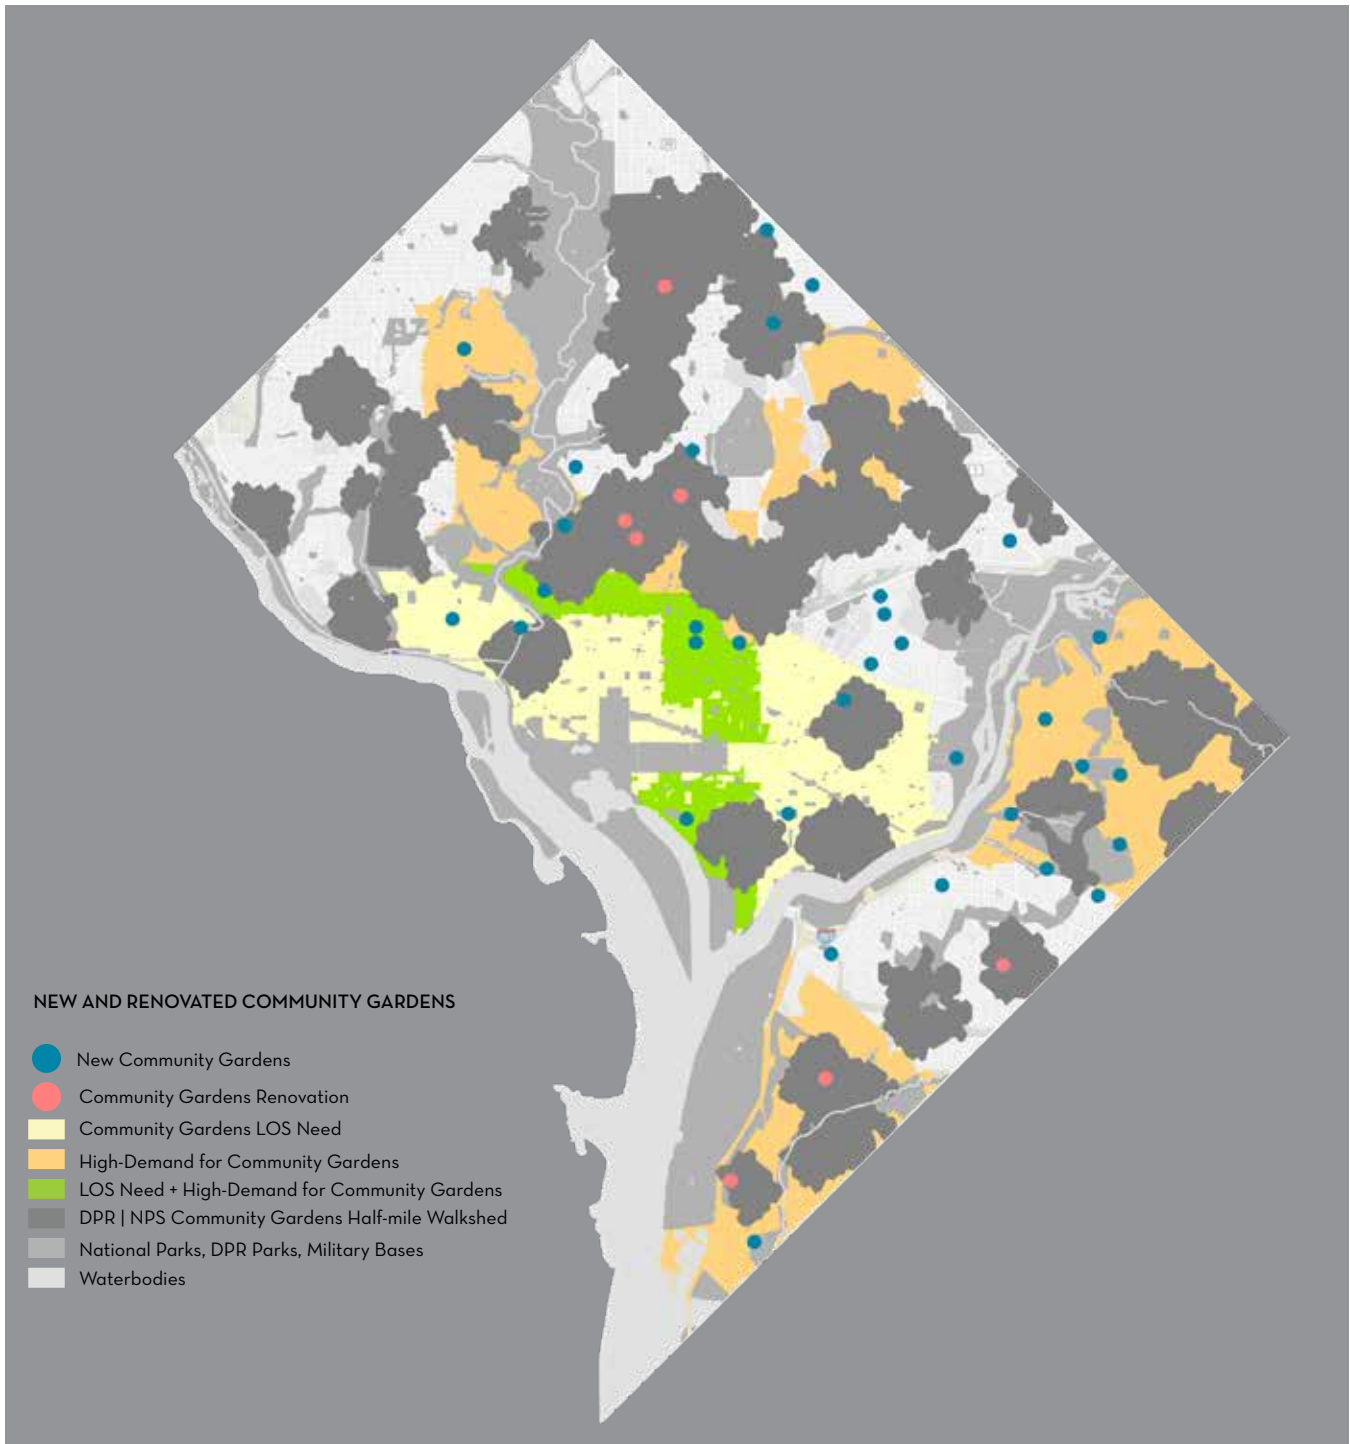 NEW AND RENOVATED COMMUNITY GARDENS
New Community Gardens
Community Gardens Renovation
Community Gardens LOS Need
High-Demand for Community Gardens
LOS Need + High-Demand for Community Gardens
DPR | NPS Community Gardens Half-mile Walkshed
National Parks, DPR Parks, Military Bases
Waterbodies